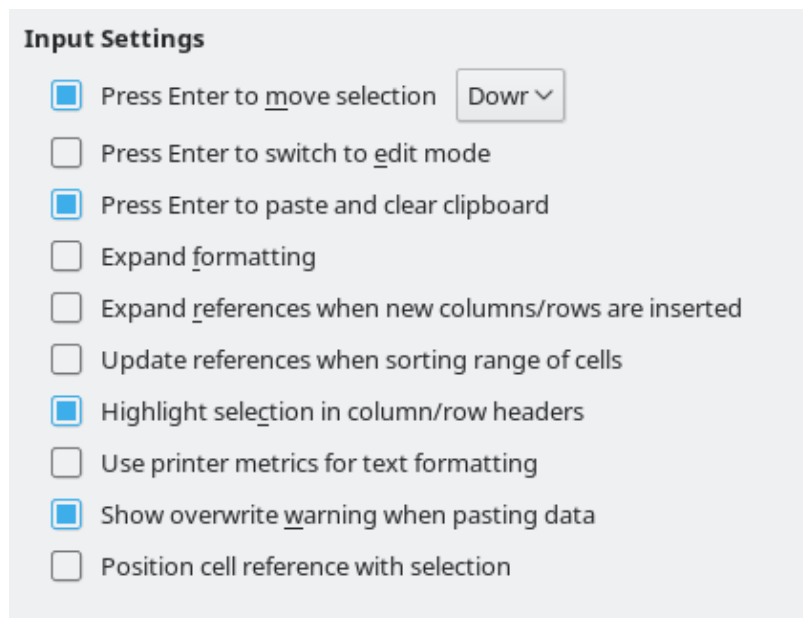 Input Settings
Press Enter to move selection Dowr
Press Enter to switch to edit mode
Press Enter to paste and clear clipboard
Expand formatting
Expand references when new columns/rows are inserted
Update references when sorting range of cells
Highlight selection in column/row headers
Use printer metrics for text formatting
Show overwrite warning when pasting data
Position cell reference with selection